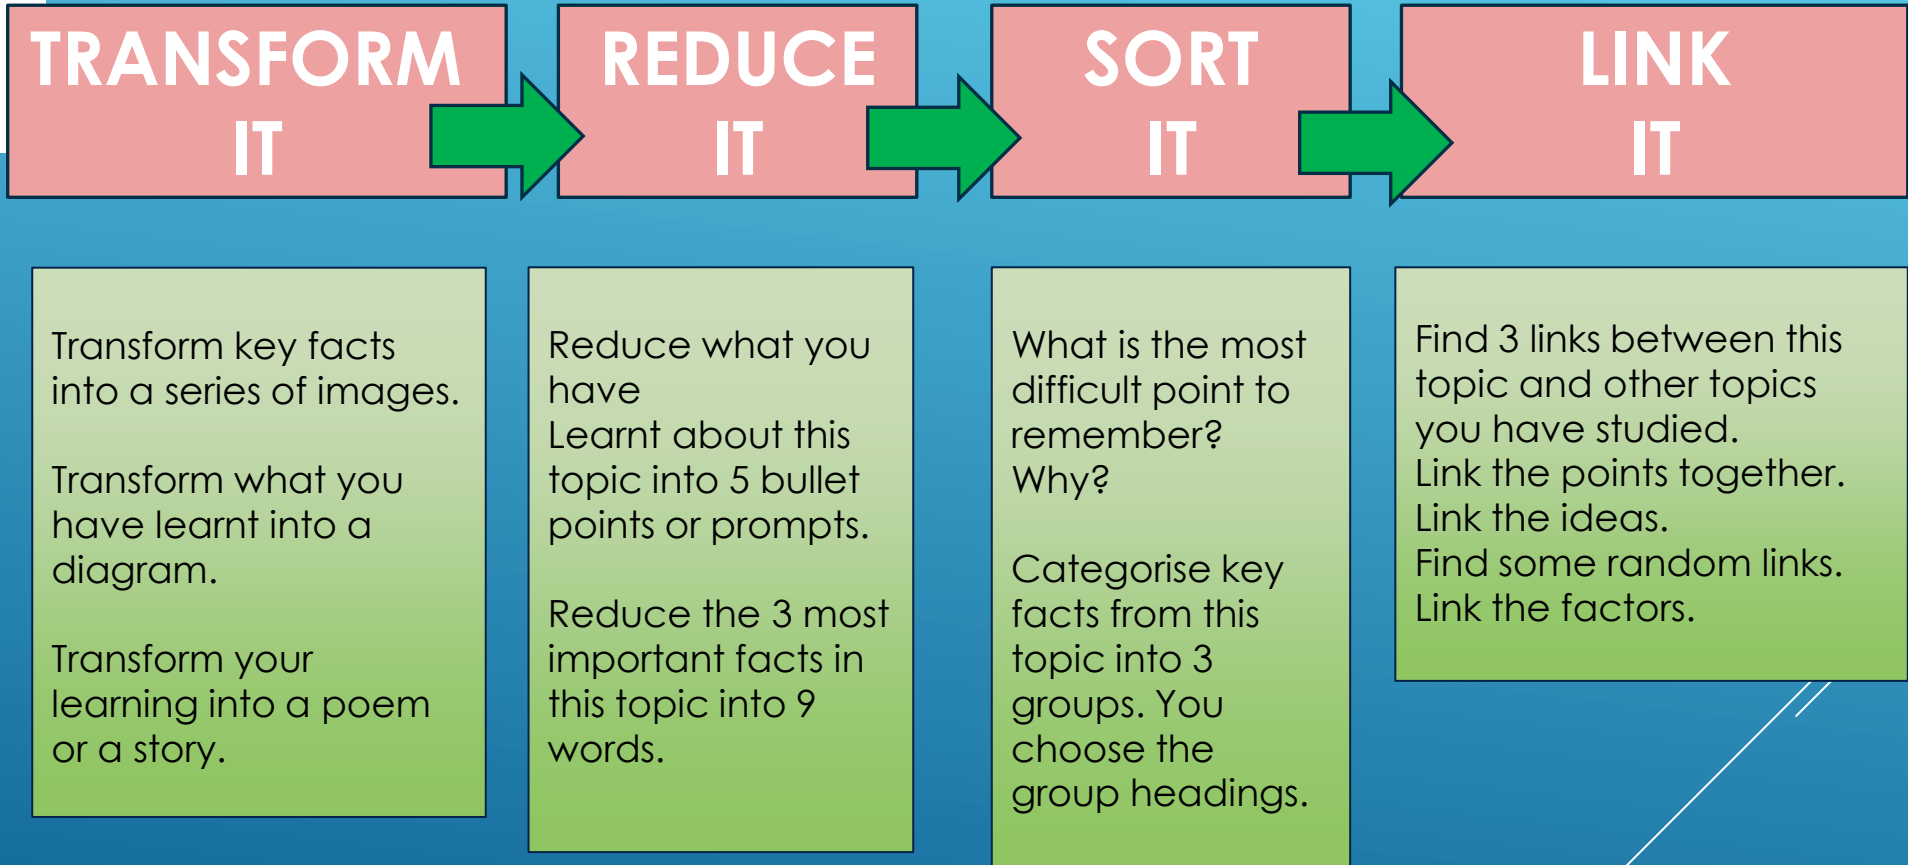 TRANSFORM
IT
REDUCE
IT
SORT
IT
LINK
IT
Transform key facts
into a series of images.
Transform what you
have learnt into a
diagram.
Transform your
learning into a poem
or a story.
Reduce what you
have
Learnt about this
topic into 5 bullet
points or prompts.
Reduce the 3 most
important facts in
this topic into 9
words.
What is the most
difficult point to
remember?
Why?
Categorise key
facts from this
topic into 3
groups. You
choose the
group headings.
Find 3 links between this
topic and other topics
you have studied.
Link the points together.
Link the ideas.
Find some random links.
Link the factors.